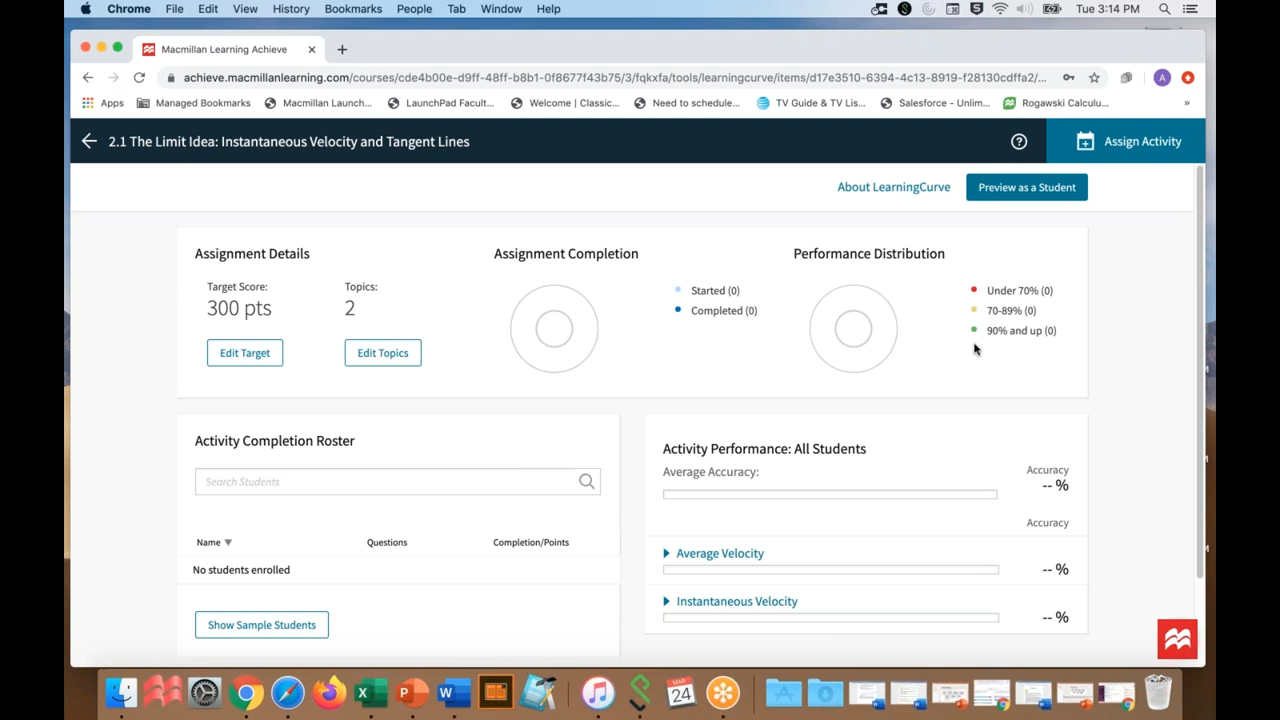 Chrome File Edit View History Bookmarks People Tab Window Help Tue 3:14 PM
Macmillan Learning Achieve
achieve.macmillanlearning.com/courses/cde4b00e-d9ff-48ff-b8b1-0f8677f43b75/3/fqkxfa/tools/learningcurve/items/d17e3510-6394-4c13-8919-f28130cdffa2/... A
Apps Managed Bookmarks Macmillan Launch... LaunchPad Facult... Welcome | Classic... Need to schedule... TV Guide & TV Lis... Salesforce - Unlim... Rogawski Calculu... »
2.1 The Limit Idea: Instantaneous Velocity and Tangent Lines Assign Activity
About LearningCurve Preview as a Student
Assignment Details Assignment Completion Performance Distribution
Target Score: Topics: Started (0) Under 70% (0)
300 pts 2 Completed (0) 70-89% (0)
90% and up (0)
Edit Target Edit Topics
Activity Completion Roster
Search Students
Name Questions Completion/Points
No students enrolled
Show Sample Students
Activity Performance: All Students
Average Accuracy: Accuracy
-- %
Accuracy
Average Velocity -- %
Instantaneous Velocity -- %
MAR
24